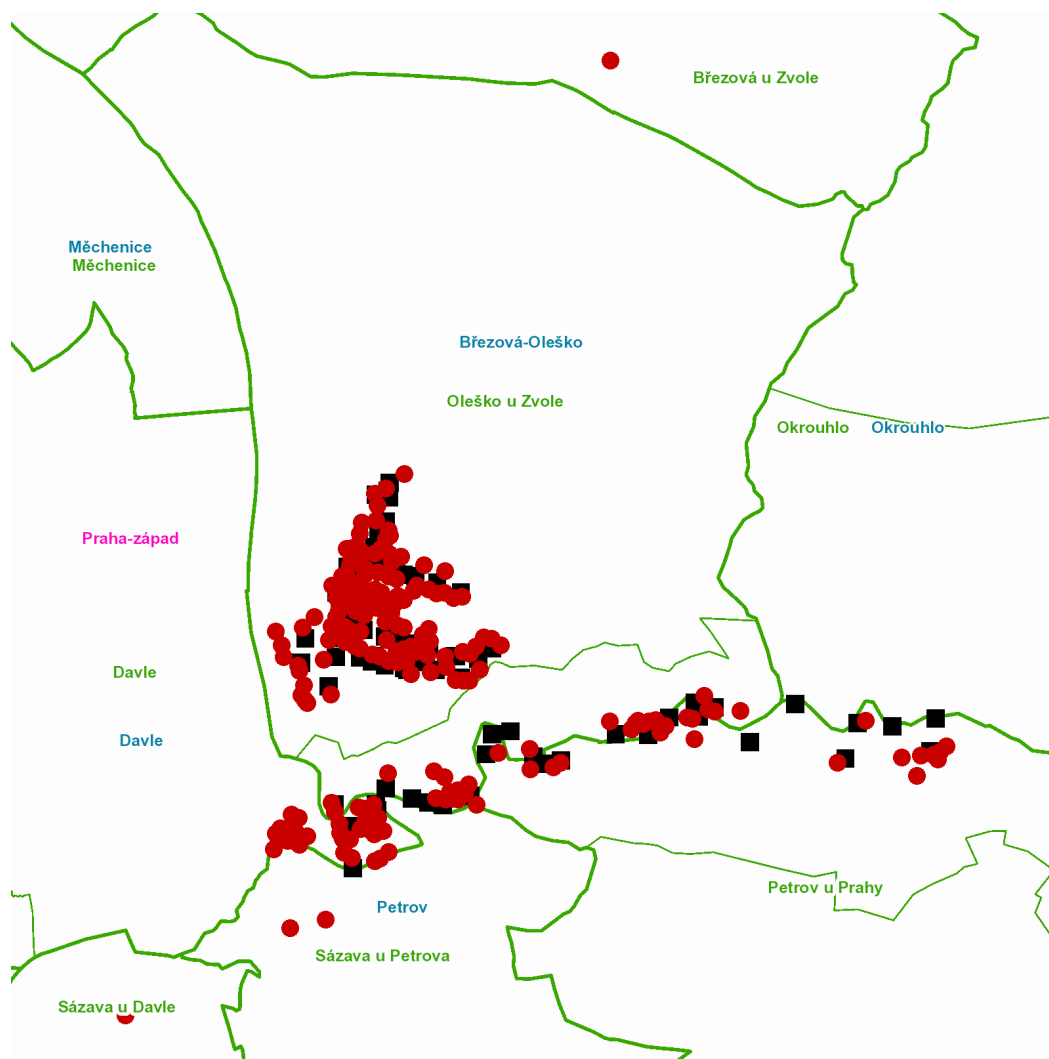 Březová u Zvole
Měchenice
Měchenice
Březová-Oleško
Oleško u Zvole
Okrouhlo
Okrouhlo
Praha-západ
Davle
Davle
Petrov u Prahy
Petrov
Sázava u Petrova
Sázava u Davle